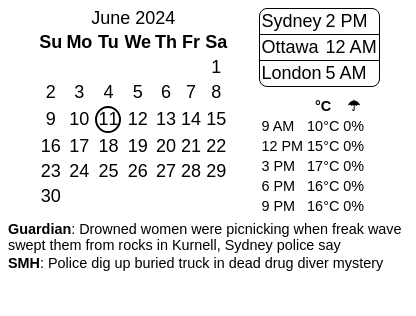 June 2024
Su Mo Tu We Th Fr Sa
1
2 3 4 5 6 7 8
9 10 11 12 13 14 15
16 17 18 19 20 21 22
23 24 25 26 27 28 29
30
Sydney 2 PM
Ottawa 12 AM
London 5 AM
°C ☂
9 AM 10°C 0%
12 PM 15°C 0%
3 PM 17°C 0%
6 PM 16°C 0%
9 PM 16°C 0%
Guardian: Drowned women were picnicking when freak wave
swept them from rocks in Kurnell, Sydney police say
SMH: Police dig up buried truck in dead drug diver mystery